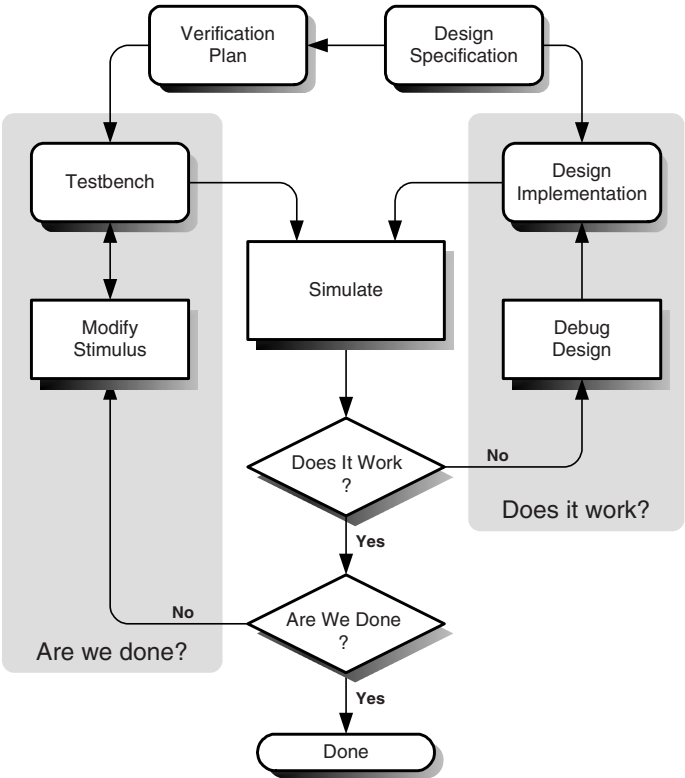 Verification
Plan
Design
Specification
Testbench
Design
Implementation
Simulate
Modify
Stimulus
Debug
Design
Does It Work
?
No
Does it work?
Yes
Are We Done
?
No
Are we done?
Yes
Done